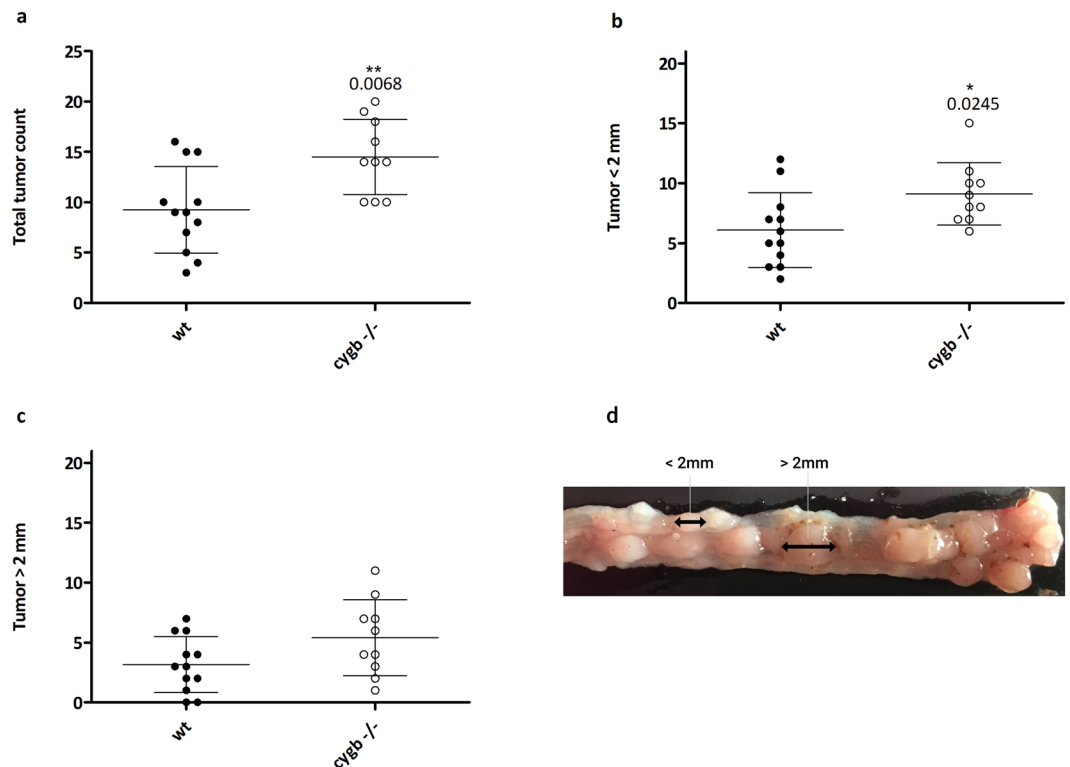 a
25
20
15
10
5
0
Total tumor count
**
0.0068
wt
cygb -/-
b
20
15
10
5
0
Tumor < 2 mm
*
0.0245
wt
cygb -/-
c
20
15
10
5
0
Tumor > 2 mm
wt
cygb -/-
d
< 2mm > 2mm